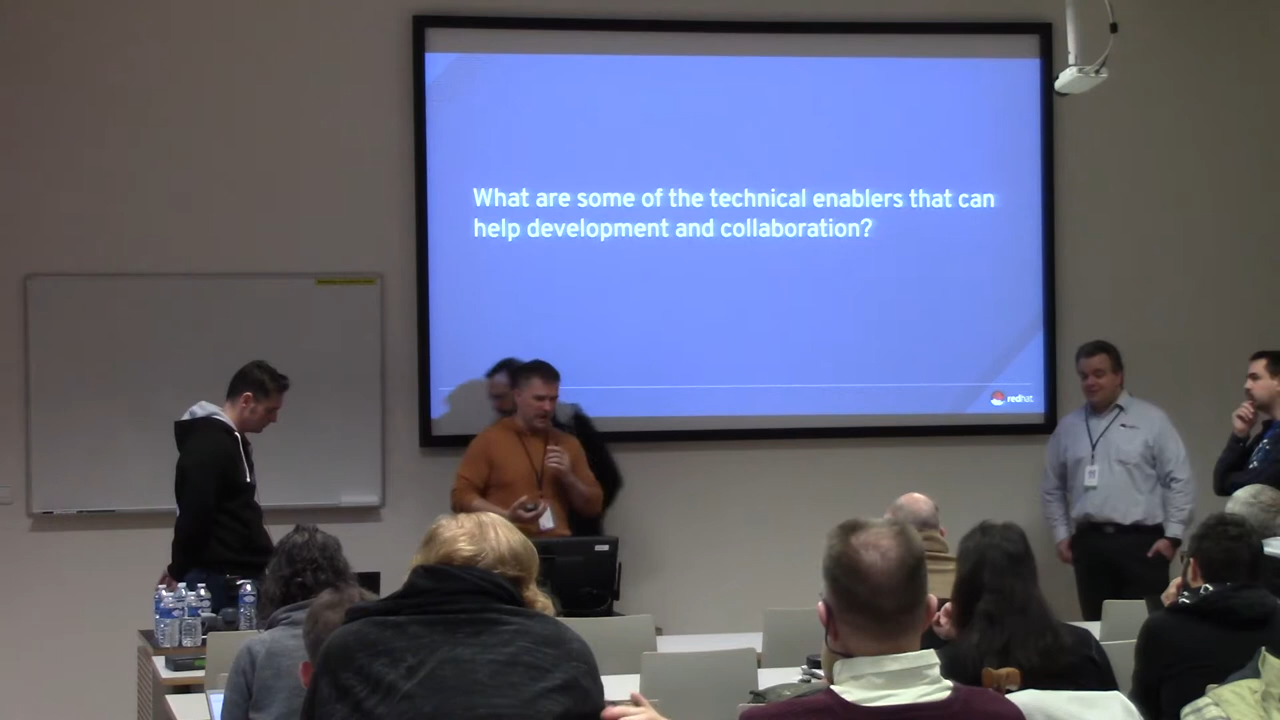 What are some of the technical enablers that can
help development and collaboration?
redhat